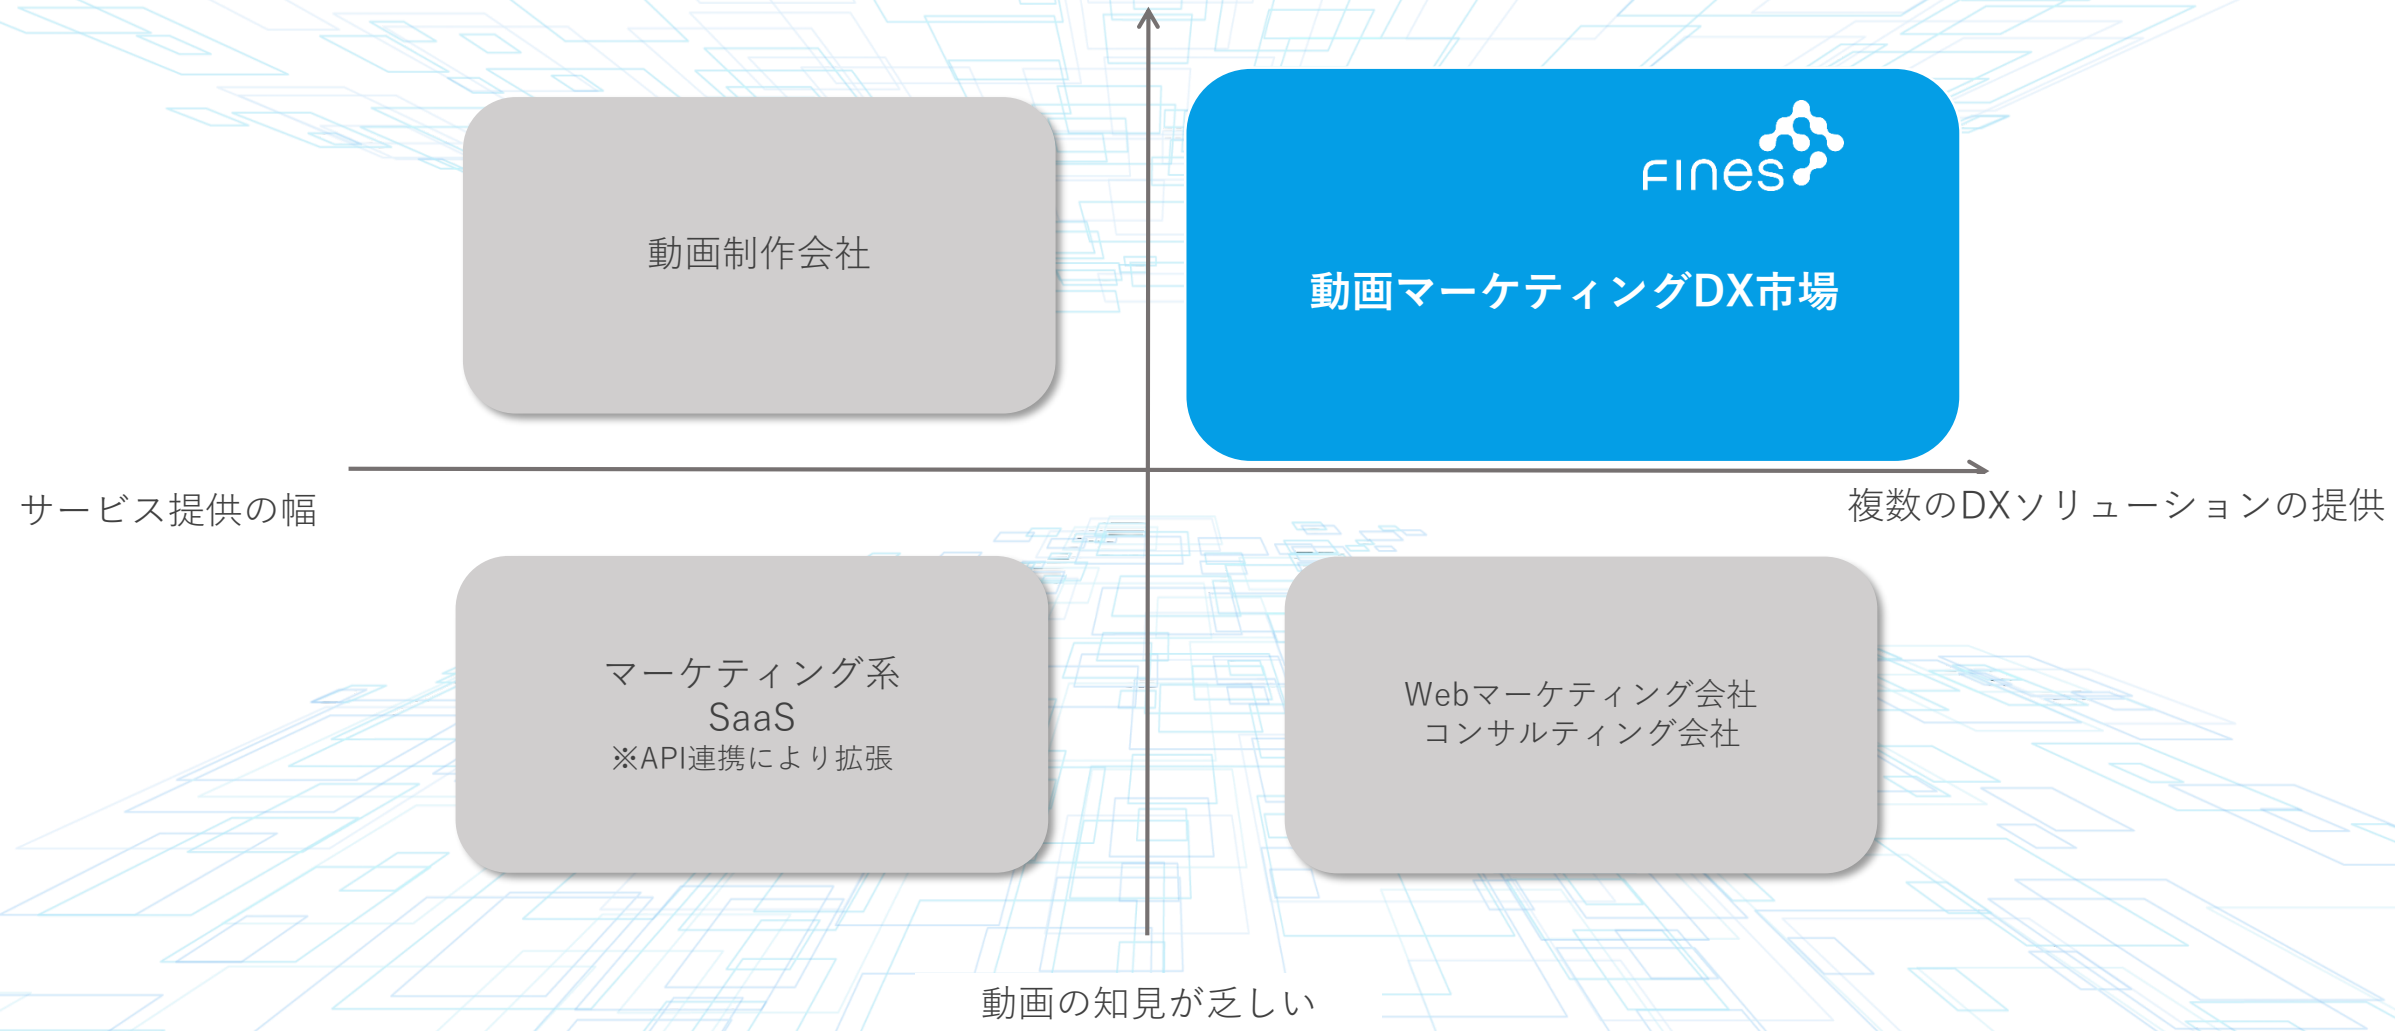 FINES
動画制作会社
動画マーケティングDX市場
サービス提供の幅
複数のDXソリューションの提供
マーケティング系
SaaS
※API連携により拡張
Webマーケティング会社
コンサルティング会社
動画の知見が乏しい